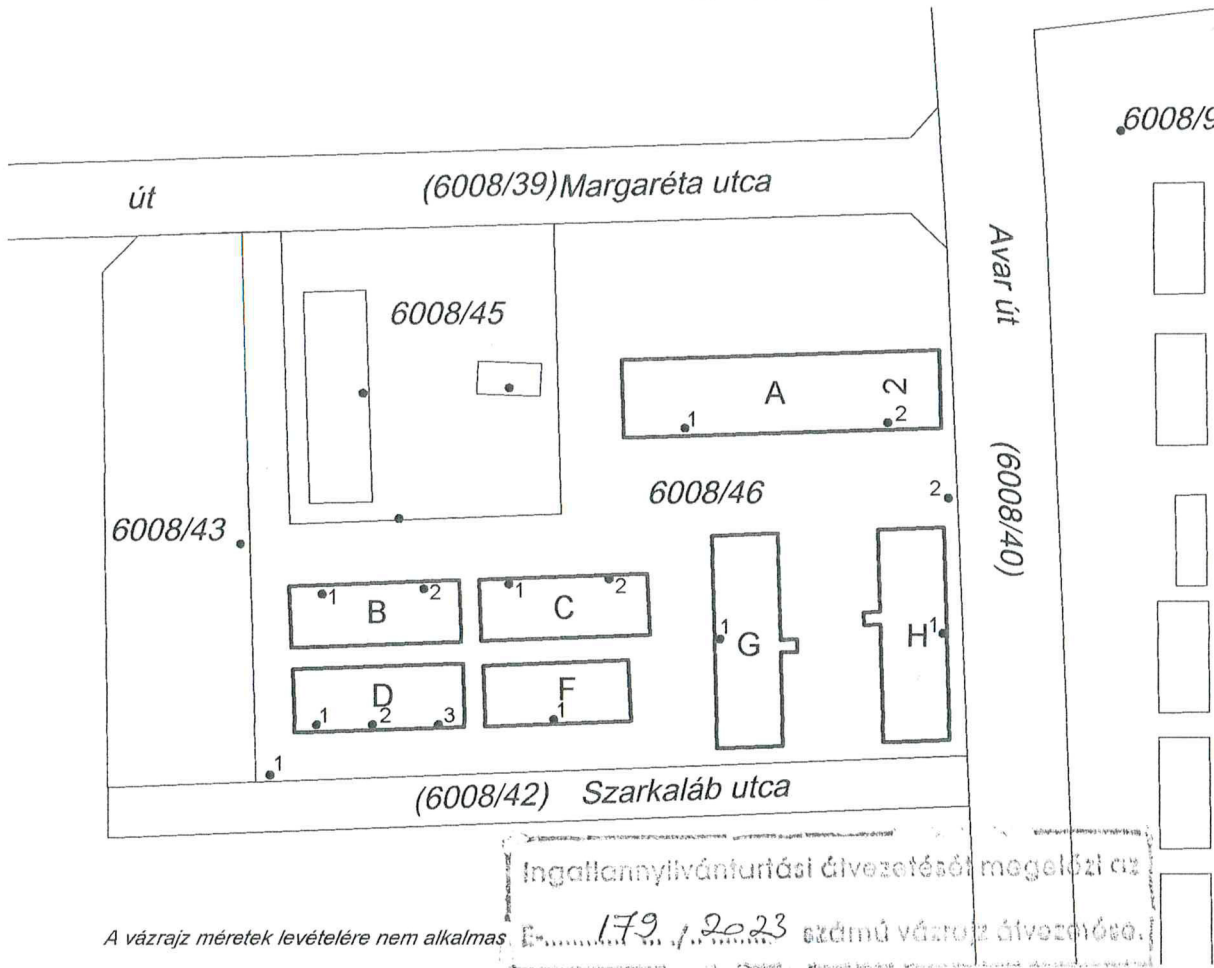 6008/9
út
(6008/39) Margaréta utca
Avar út
6008/45
A
2
1
2
(6008/40)
6008/46
2
6008/43
1
2
B
1
2
C
1
G
H
1
D
1
2
3
F
1
1
(6008/42) Szarkaláb utca
Ingatlannyilvántartási átvezetését megelőzi az
A vázrajz méretek levételére nem alkalmas
E- 179 / 2023 számú vázrajz átvezetése.